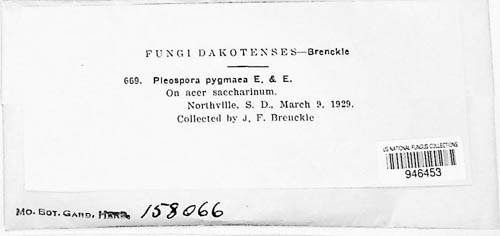 FUNGI DAKOTENSES—Brenckle
669. Pleospora pygmaea E. & E.
On acer saccharinum.
Northville, S. D., March 9, 1929.
Collected by J. F. Brenckle
US NATIONAL FUNGUS COLLECTIONS
946453
MO. BOT. GARD. HERB. 158066